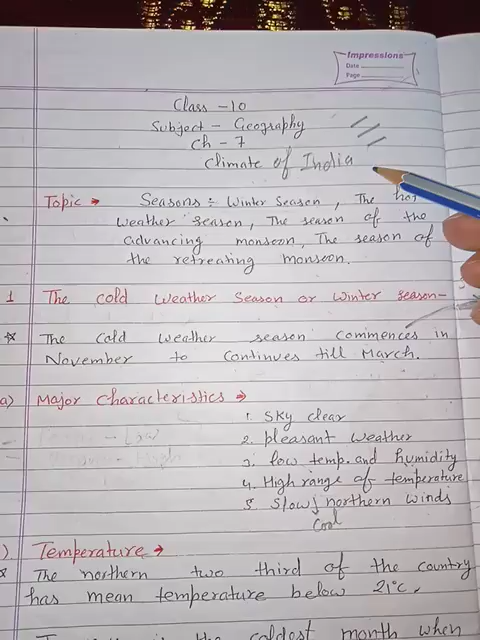 Impressions
Date
Page
Class - 10
Subject - Geography
Ch - 7
Climate of India
Topic → Seasons ÷ Winter Season, The hot
weather season, The season of the
advancing monsoon, The season of
the retreating monsoon.
1 The cold weather Season or Winter season-
* The cold weather season commences in
November to continues till March.
a) Major Characteristics →
1. Sky clear
2. pleasant weather
3. low temp. and humidity
4. High range of temperature
5. Slow, northern winds
Cool
) Temperature →
* The northern two third of the country
has mean temperature below 21°c.
is the coldest month when